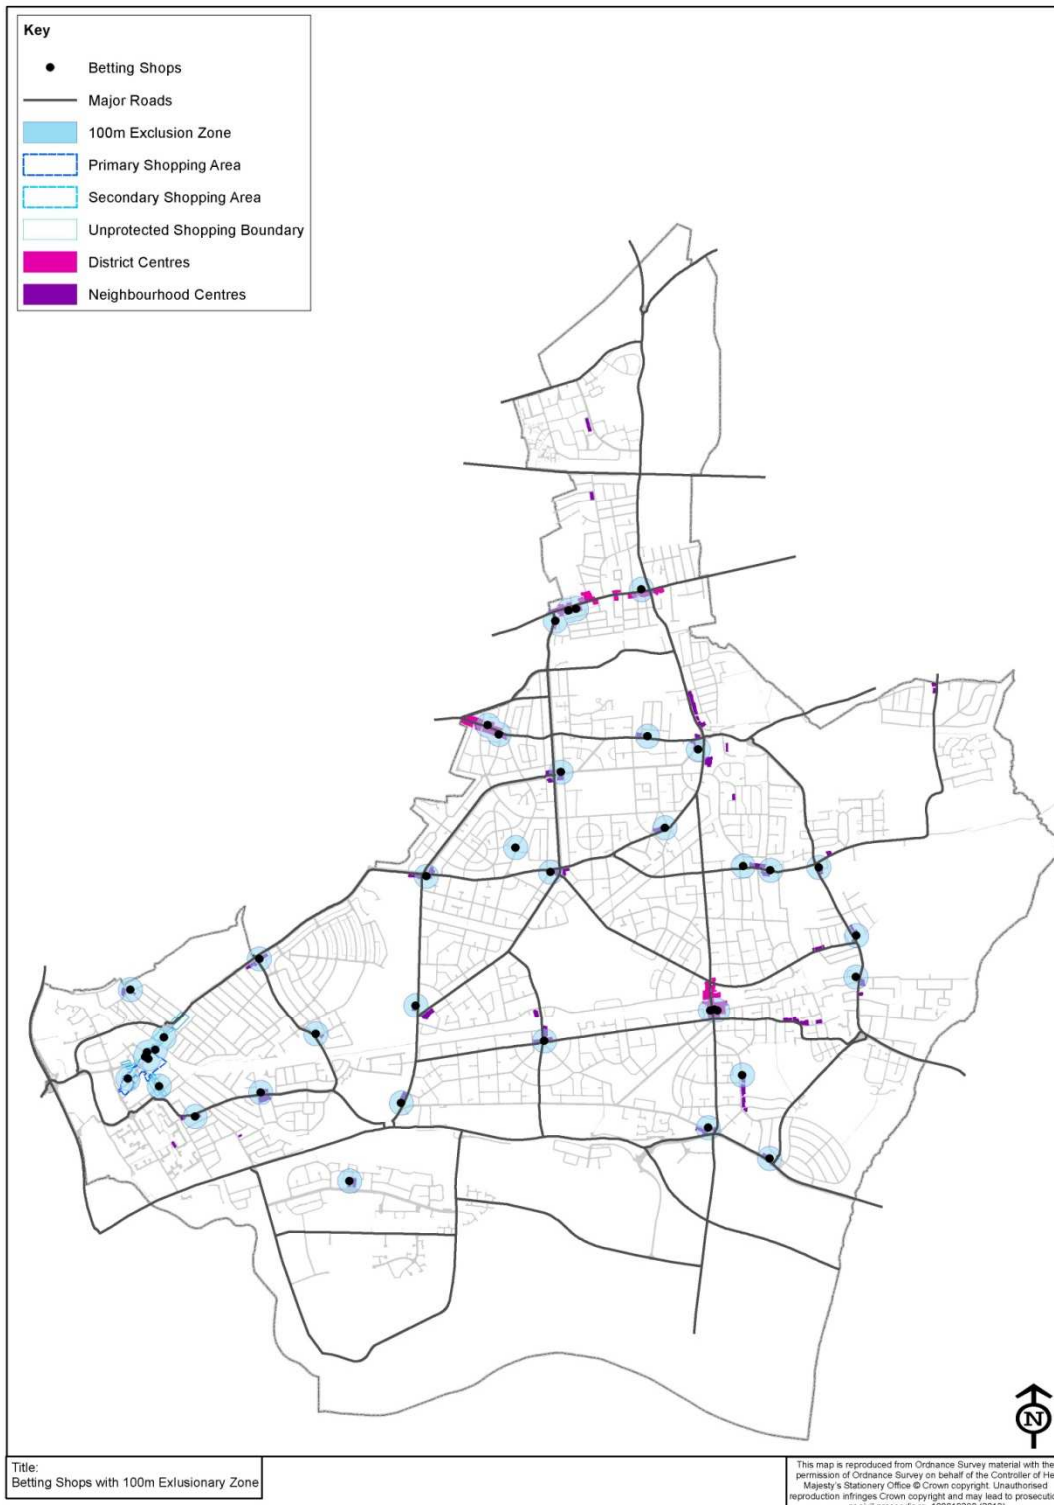 Key
Betting Shops
Major Roads
100m Exclusion Zone
Primary Shopping Area
Secondary Shopping Area
Unprotected Shopping Boundary
District Centres
Neighbourhood Centres
N
Title:
Betting Shops with 100m Exlusionary Zone
This map is reproduced from Ordnance Survey material with the
permission of Ordnance Survey on behalf of the Controller of He
Majesty's Stationery Office © Crown copyright. Unauthorised
reproduction infringes Crown copyright and may lead to prosecutio